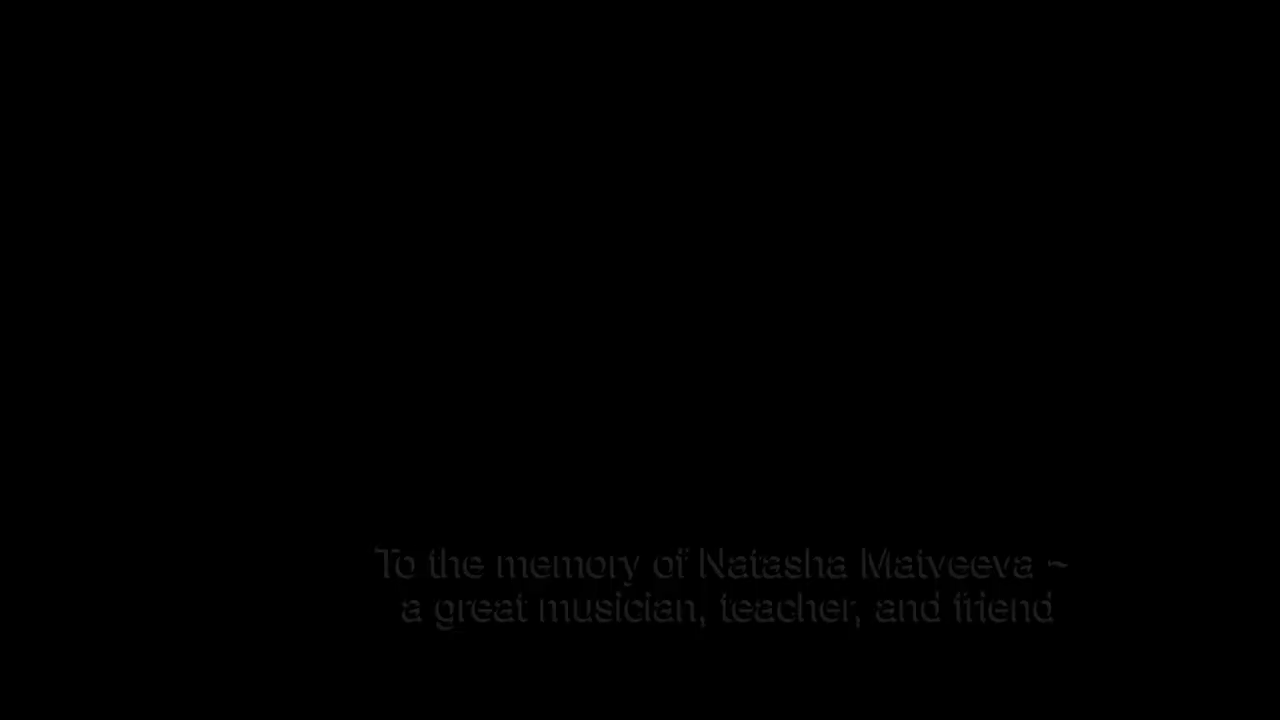 To the memory of Natasha Matveeva ~
a great musician, teacher, and friend